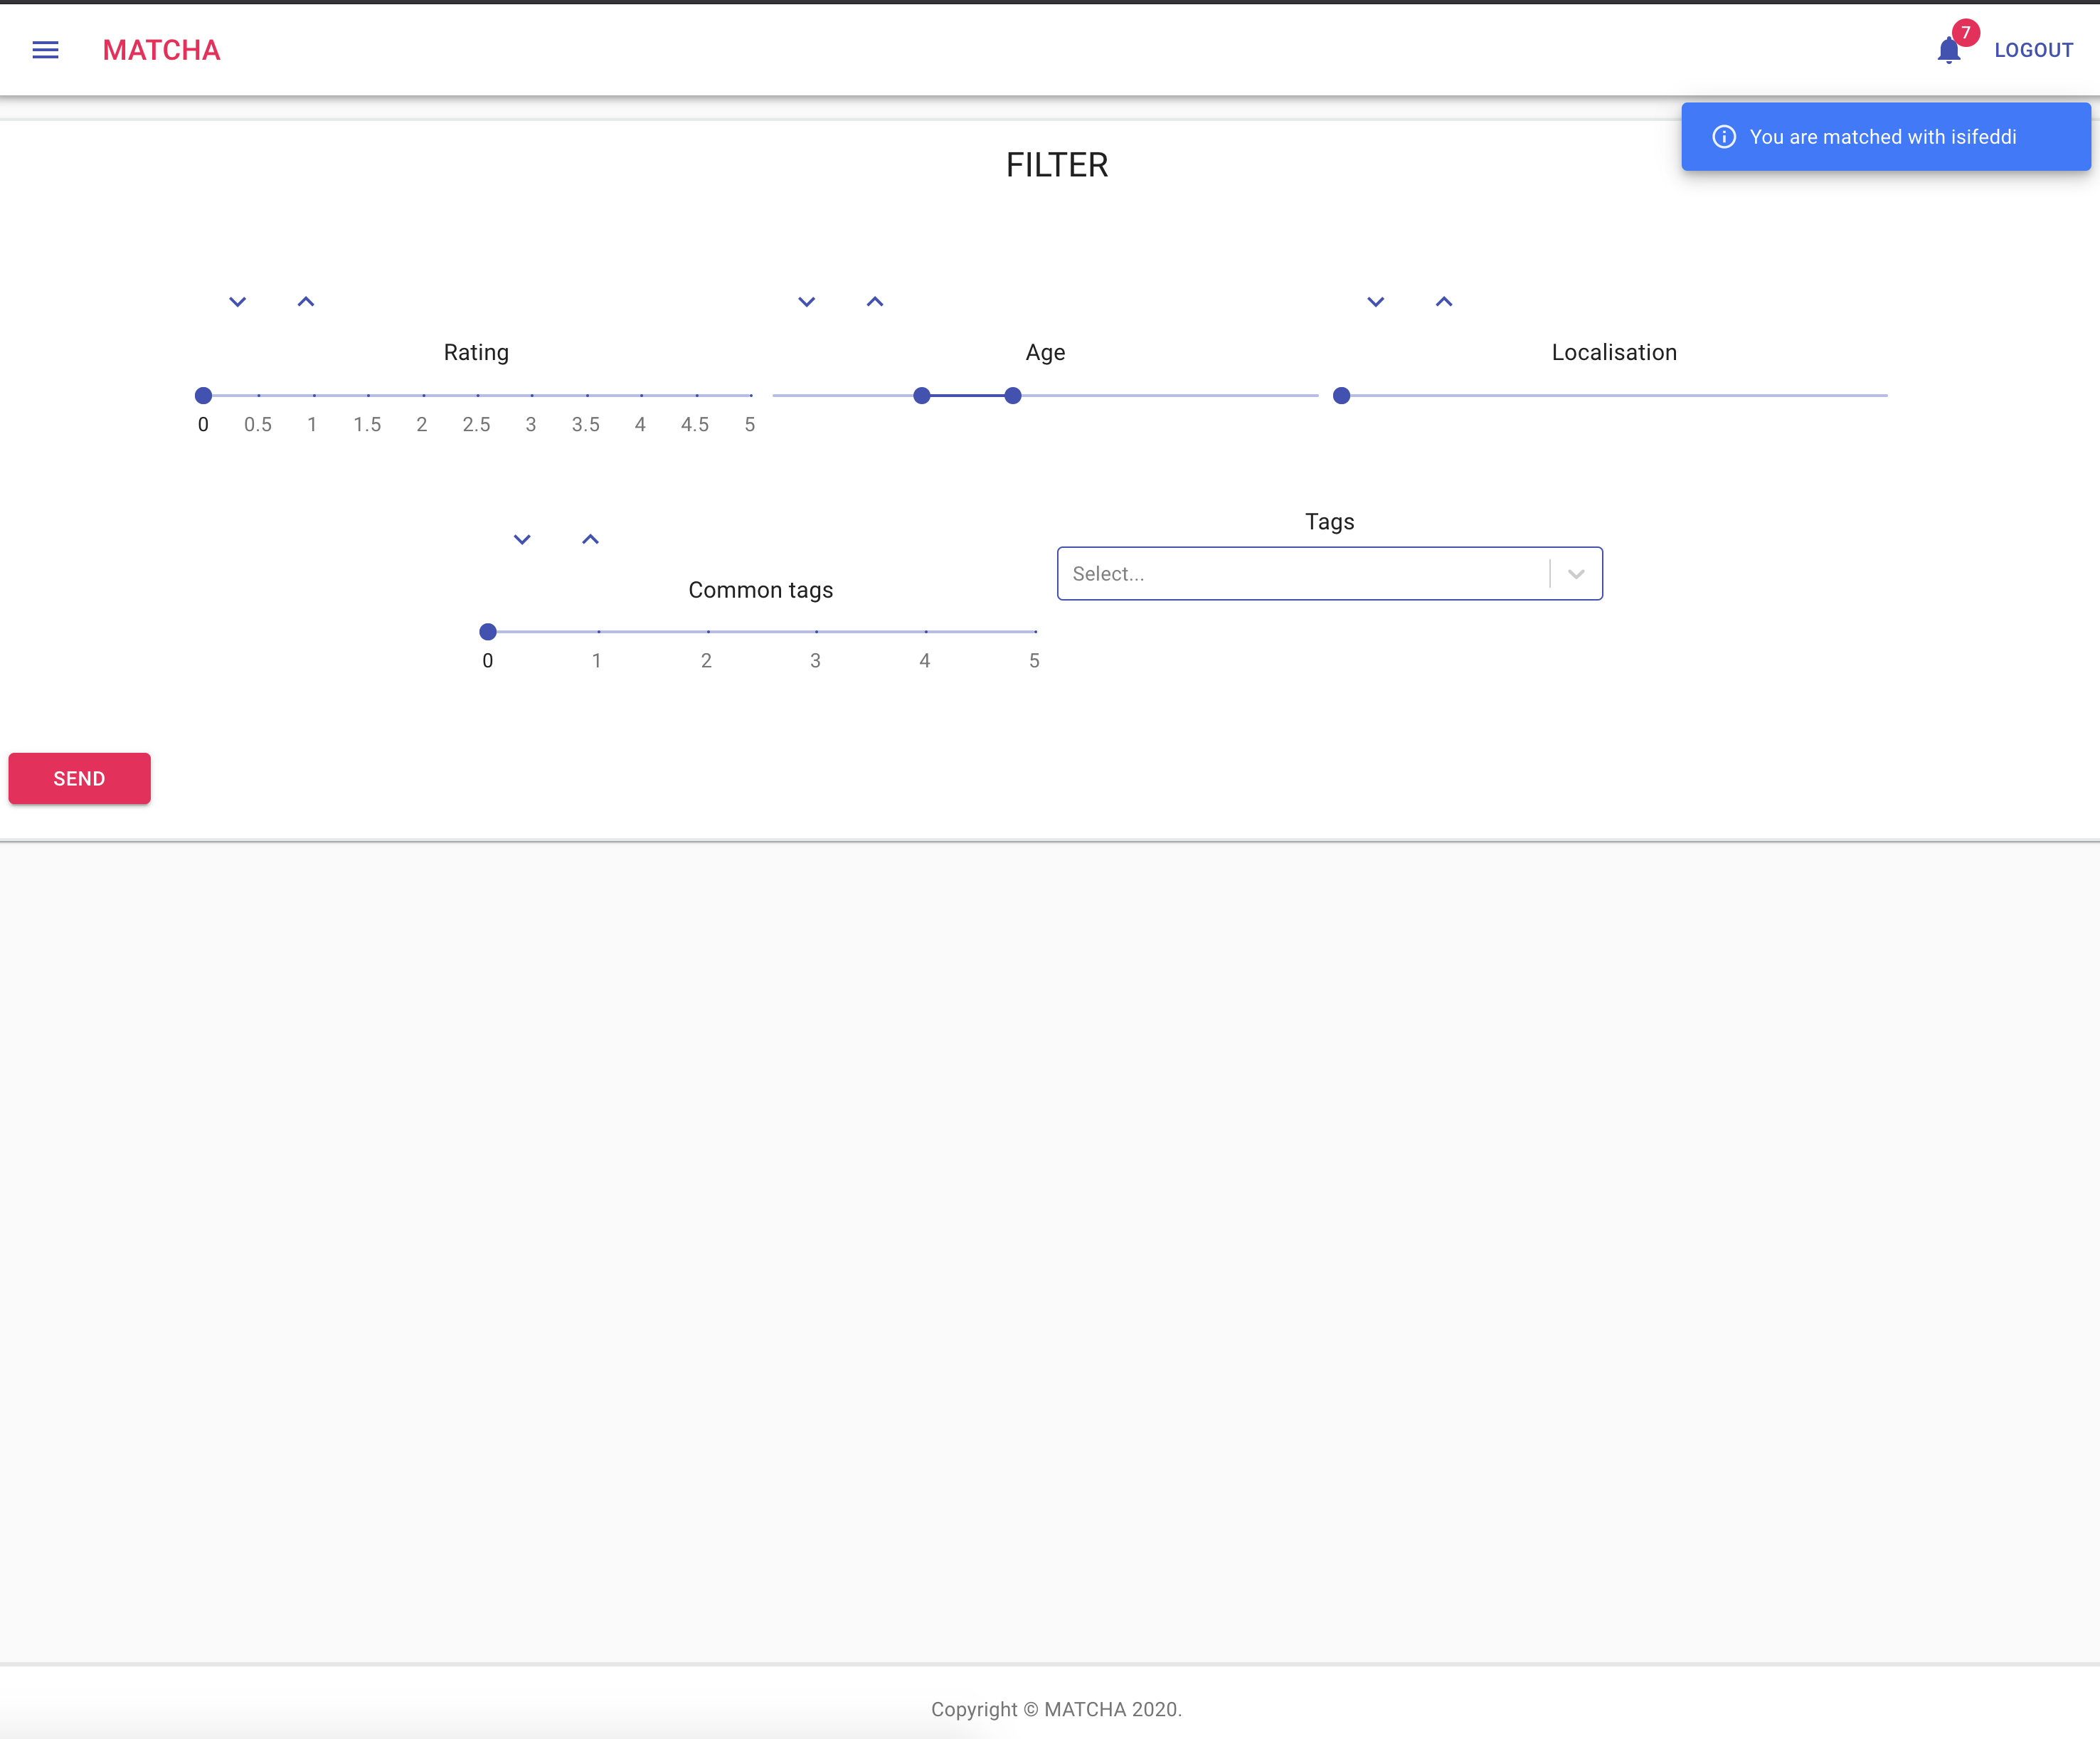 MATCHA
7
LOGOUT
You are matched with isifeddi
FILTER
Rating
0 0.5 1 1.5 2 2.5 3 3.5 4 4.5 5
Age
Localisation
Common tags
0 1 2 3 4 5
Tags
Select...
SEND
Copyright © MATCHA 2020.